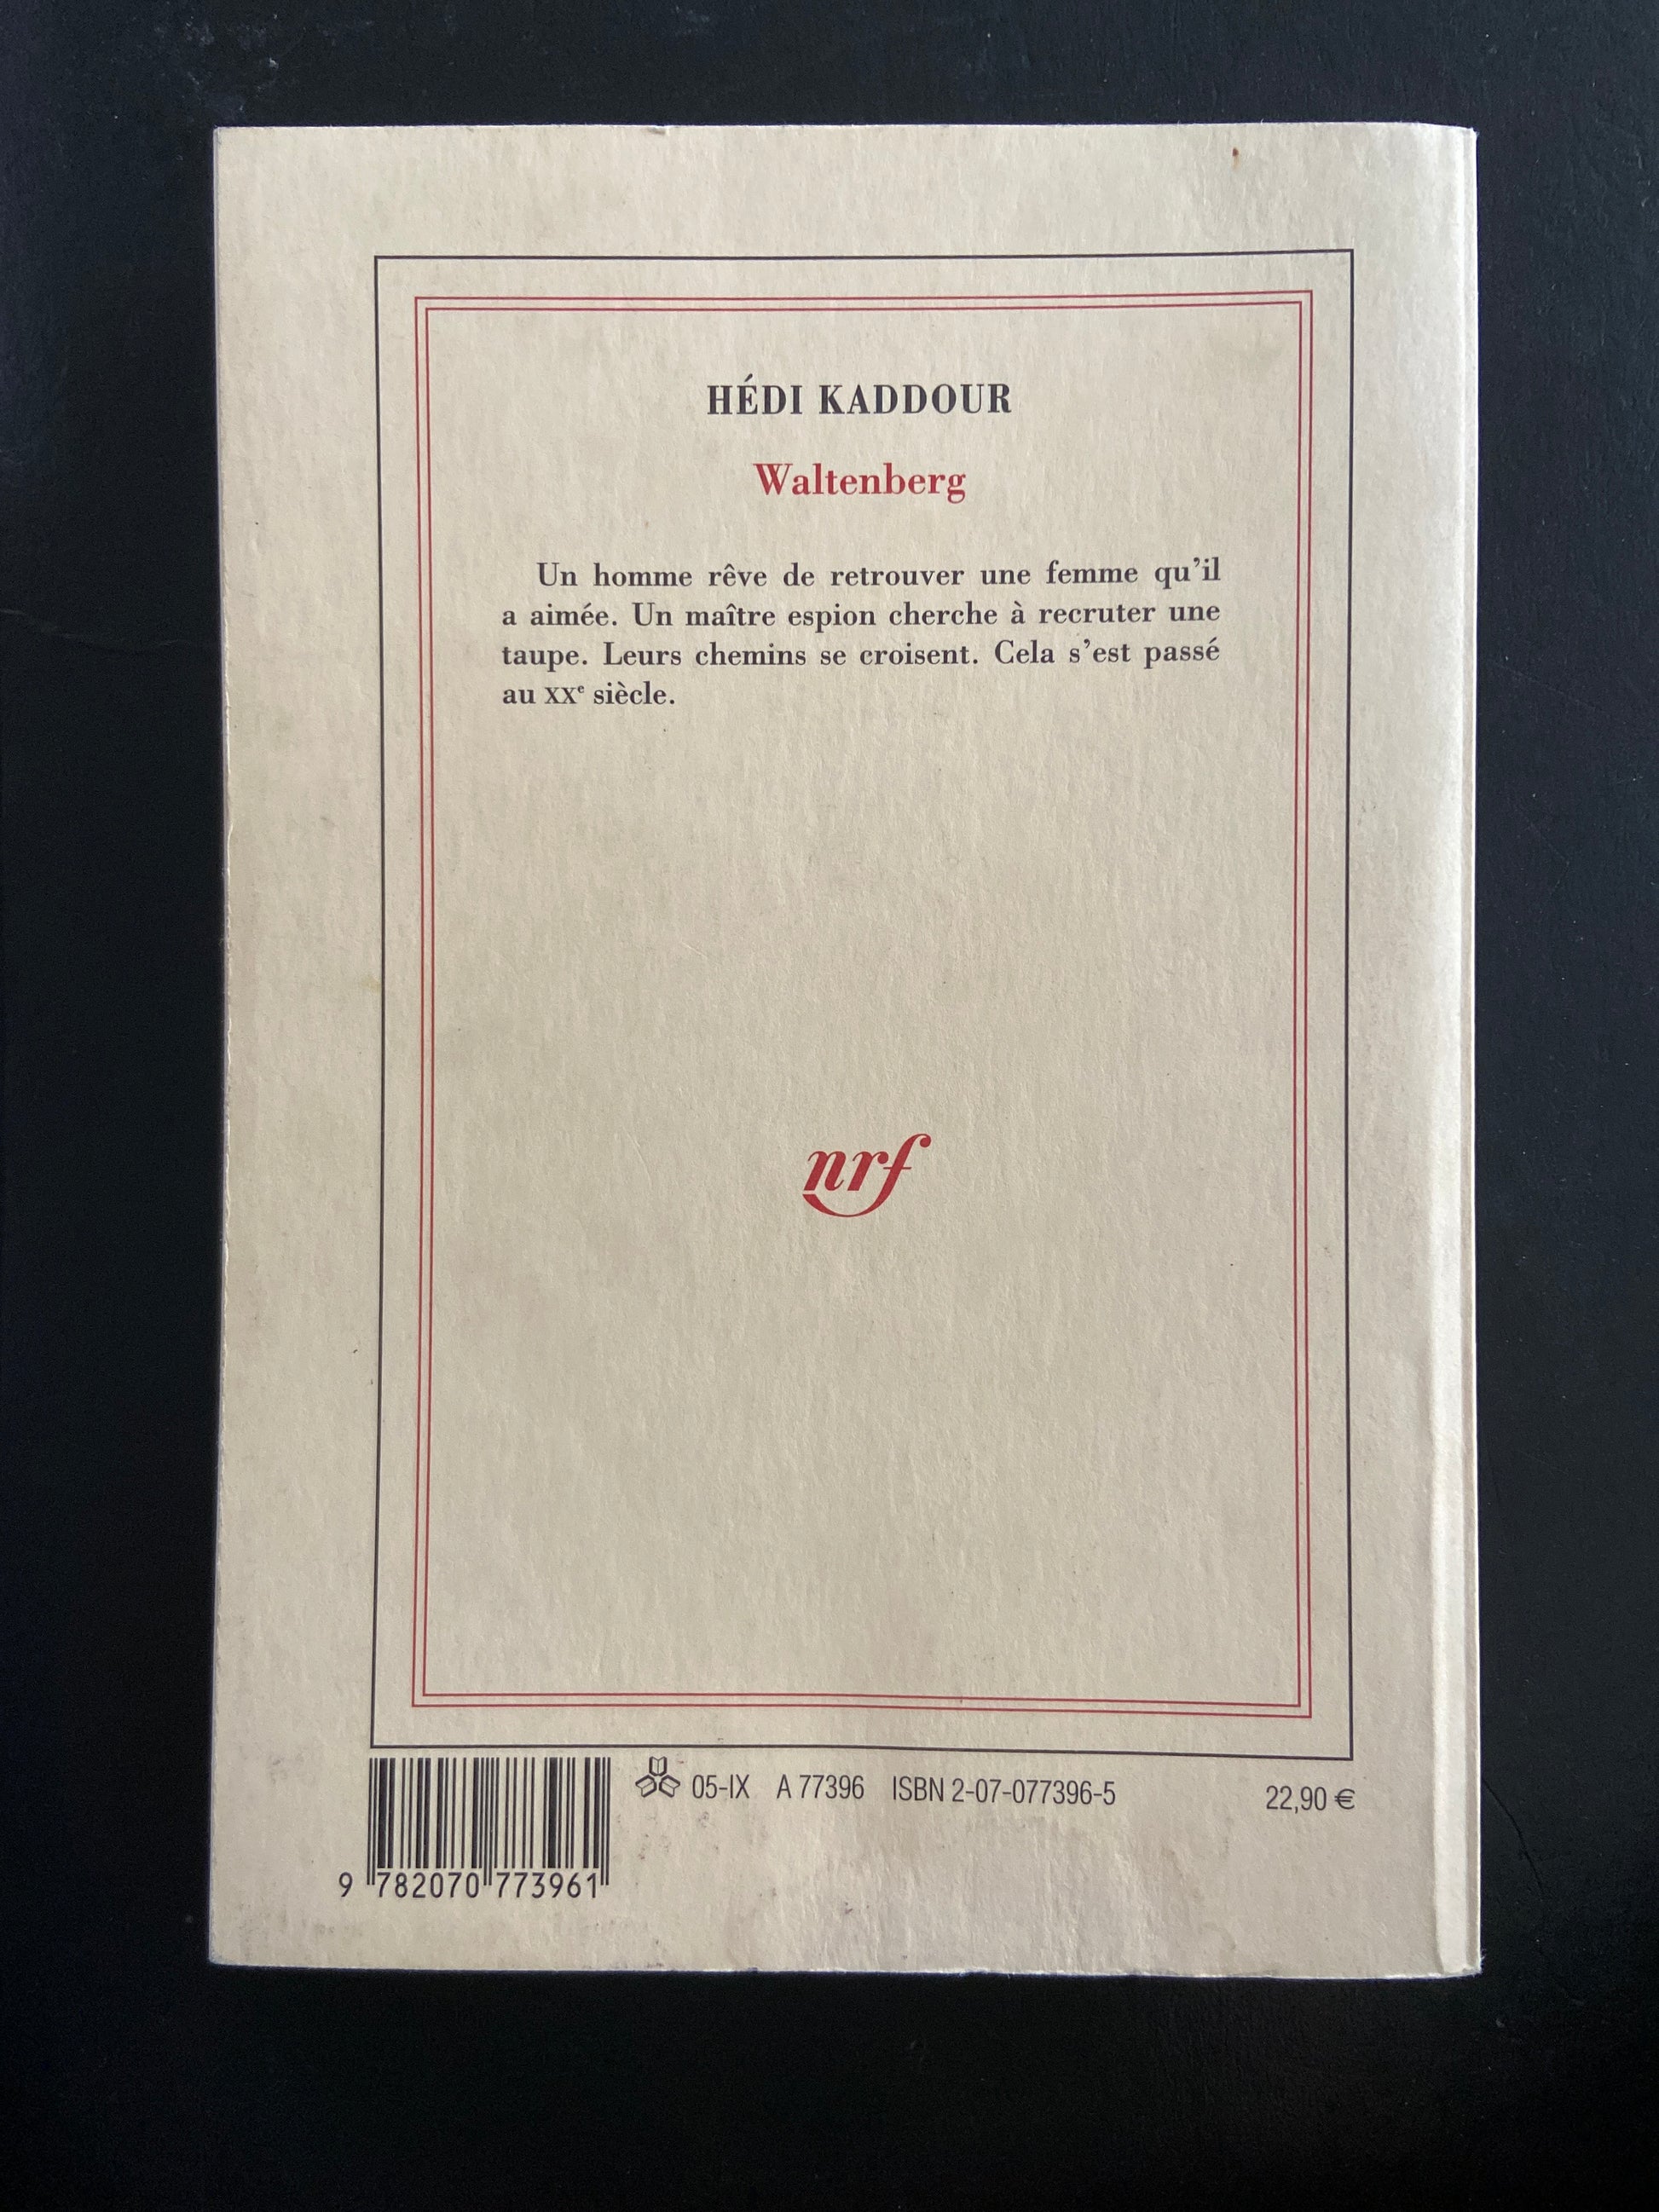 HÉDI KADDOUR
Waltenberg
Un homme rêve de retrouver une femme qu’il
a aimée. Un maître espion cherche à recruter une
taupe. Leurs chemins se croisent. Cela s’est passé
au XXe siècle.
nrf
05-IX A 77396 ISBN 2-07-077396-5 22,90 €
9 782070 773961